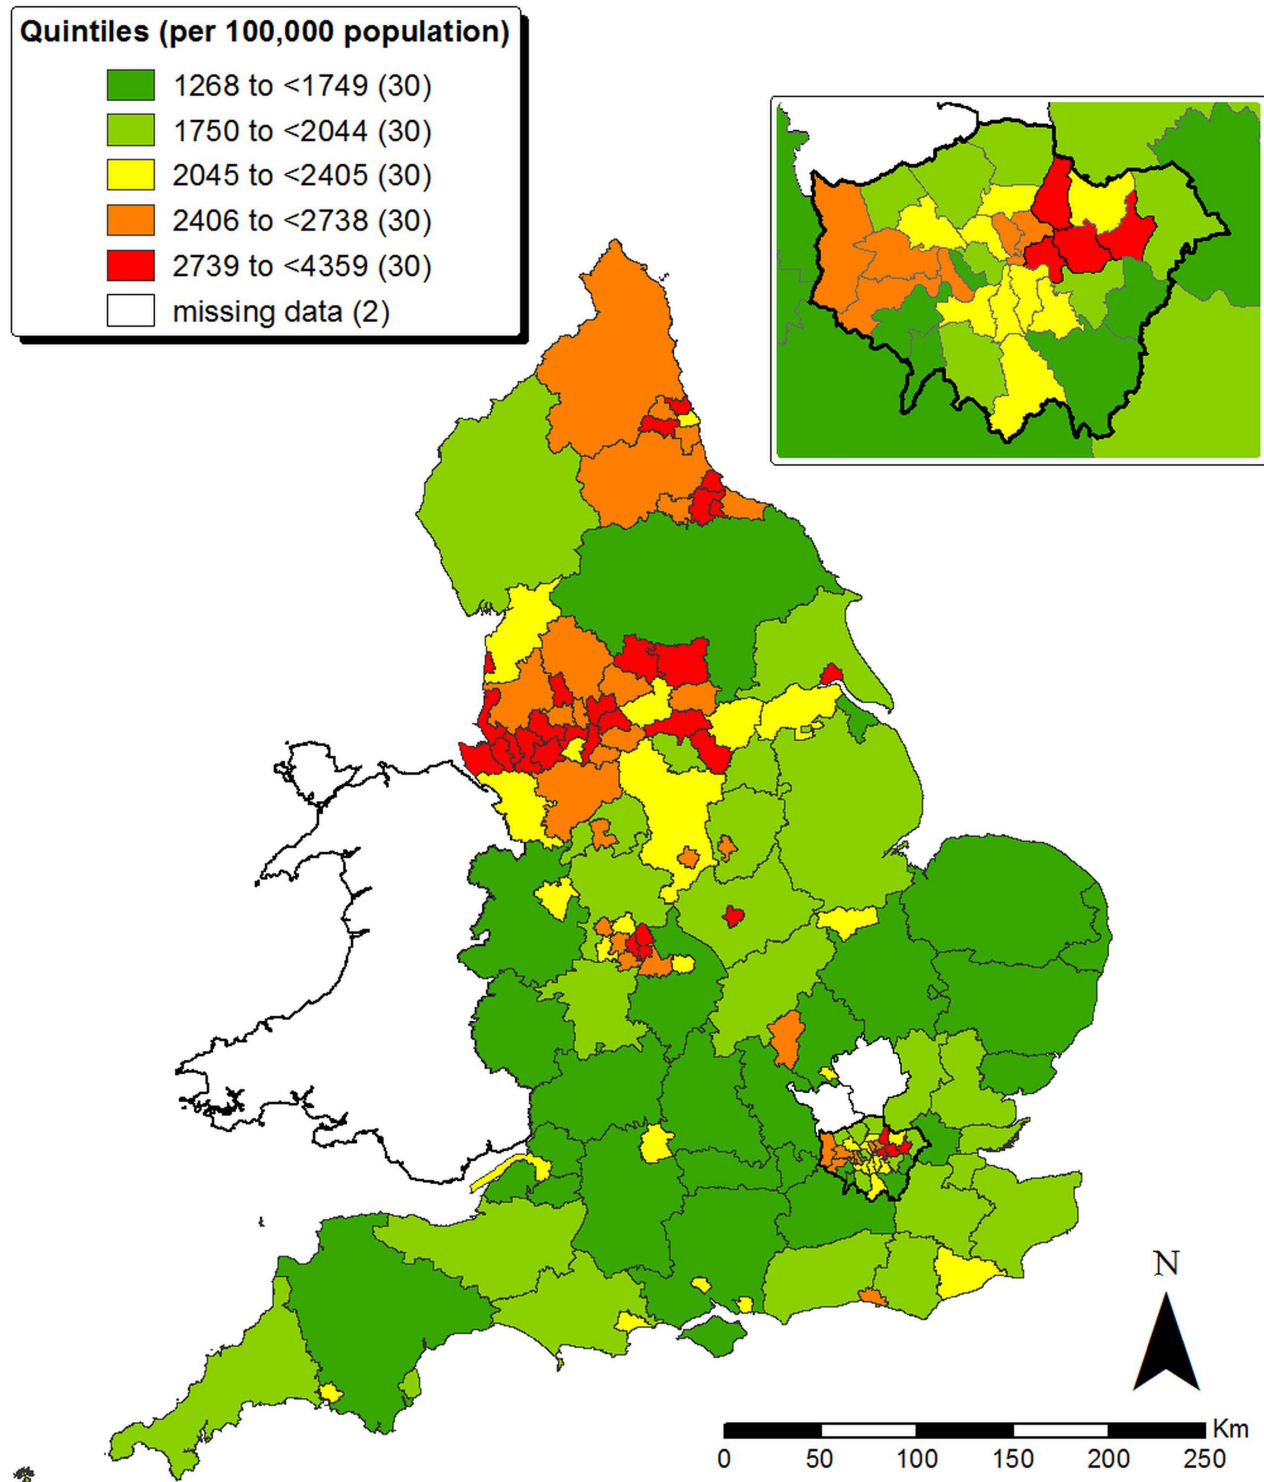 Quintiles (per 100,000 population)
1268 to <1749 (30)
1750 to <2044 (30)
2045 to <2405 (30)
2406 to <2738 (30)
2739 to <4359 (30)
missing data (2)
N
Km
0 50 100 150 200 250